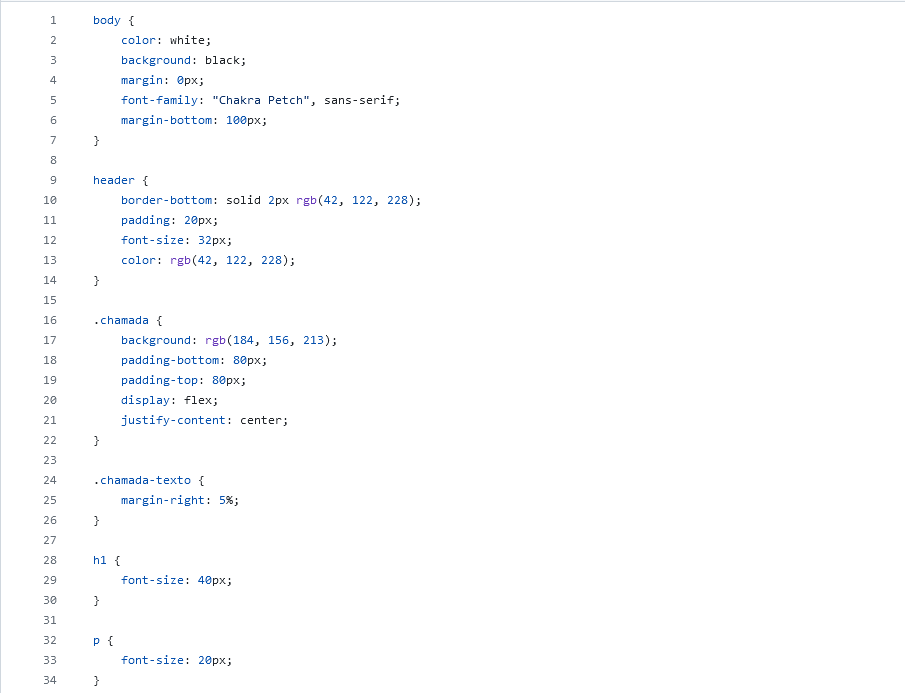 1 body {
2     color: white;
3     background: black;
4     margin: 0px;
5     font-family: "Chakra Petch", sans-serif;
6     margin-bottom: 100px;
7 }
8
9 header {
10     border-bottom: solid 2px rgb(42, 122, 228);
11     padding: 20px;
12     font-size: 32px;
13     color: rgb(42, 122, 228);
14 }
15
16 .chamada {
17     background: rgb(184, 156, 213);
18     padding-bottom: 80px;
19     padding-top: 80px;
20     display: flex;
21     justify-content: center;
22 }
23
24 .chamada-texto {
25     margin-right: 5%;
26 }
27
28 h1 {
29     font-size: 40px;
30 }
31
32 p {
33     font-size: 20px;
34 }